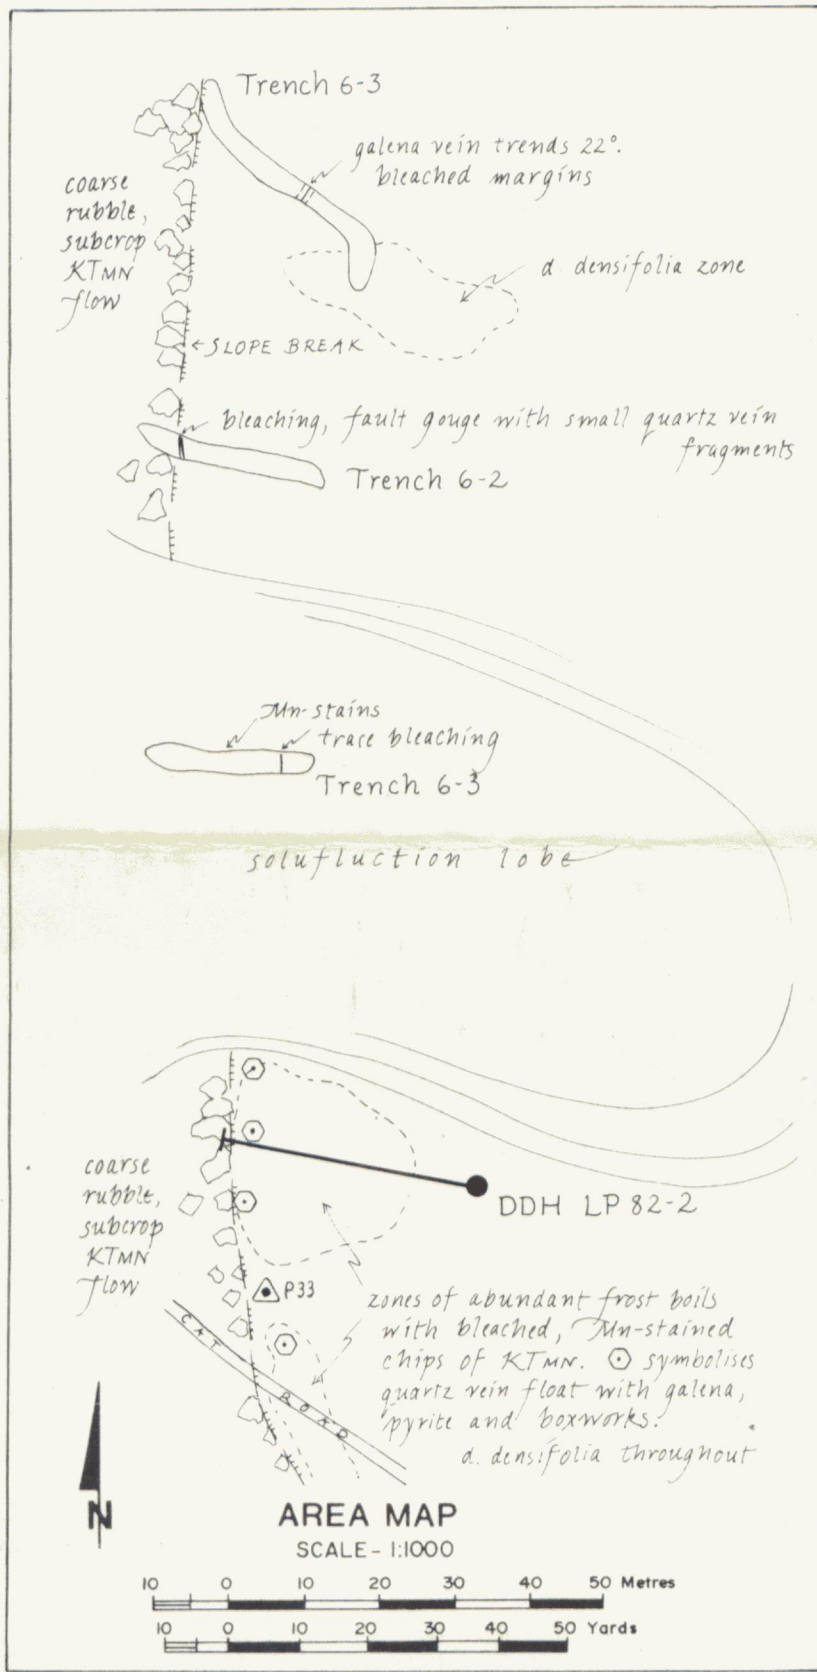 Trench 6-3
galena vein trends 22°.
bleached margins
coarse
rubble,
subcrop
KTMN
flow
d. densifolia zone
SLOPE BREAK
bleaching, fault gouge with small quartz vein
fragments
Trench 6-2
Mn-stains
trace bleaching
Trench 6-3
solufluction lobe
coarse
rubble,
subcrop
KTMN
flow
DDH LP 82-2
P33
zones of abundant frost boils
with bleached, Mn-stained
chips of KTMN. ⌬ symbolises
quartz vein float with galena,
pyrite and boxworks.
d. densifolia throughout
CAT ROAD
N
AREA MAP
SCALE - 1:1000
10 0 10 20 30 40 50 Metres
10 0 10 20 30 40 50 Yards